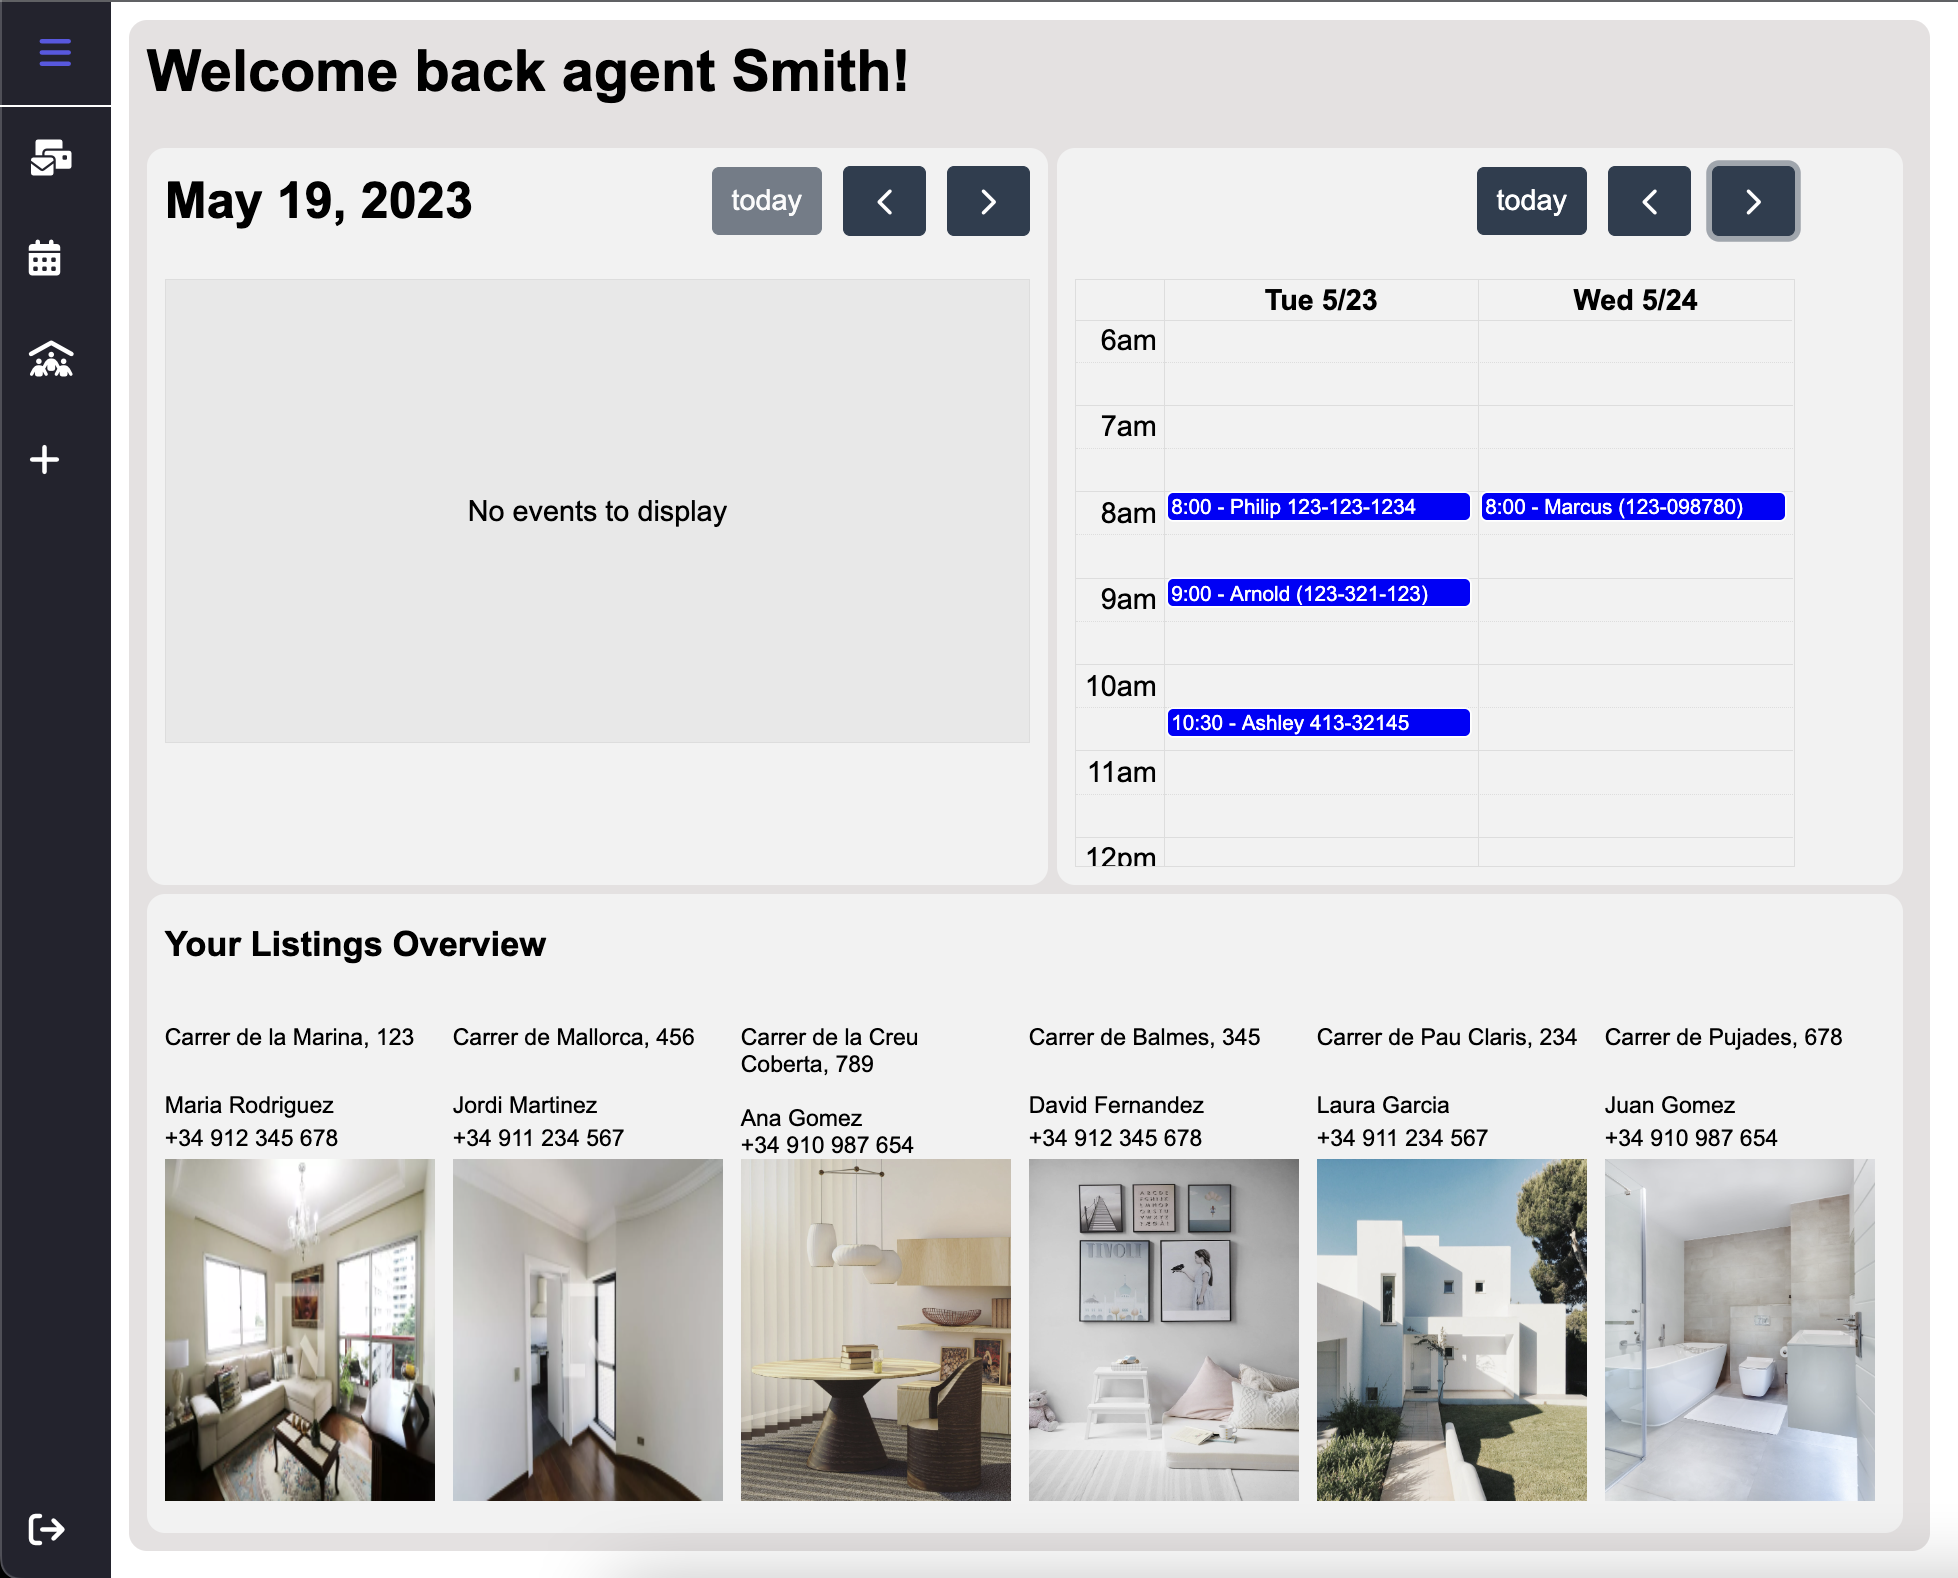 Welcome back agent Smith!
May 19, 2023
today
No events to display
today
Tue 5/23
Wed 5/24
6am
7am
8am
8:00 - Philip 123-123-1234
8:00 - Marcus (123-098780)
9am
9:00 - Arnold (123-321-123)
10am
10:30 - Ashley 413-32145
11am
12pm
Your Listings Overview
Carrer de la Marina, 123
Maria Rodriguez
+34 912 345 678
Carrer de Mallorca, 456
Jordi Martinez
+34 911 234 567
Carrer de la Creu
Coberta, 789
Ana Gomez
+34 910 987 654
Carrer de Balmes, 345
David Fernandez
+34 912 345 678
TIVOLI
Carrer de Pau Claris, 234
Laura Garcia
+34 911 234 567
Carrer de Pujades, 678
Juan Gomez
+34 910 987 654